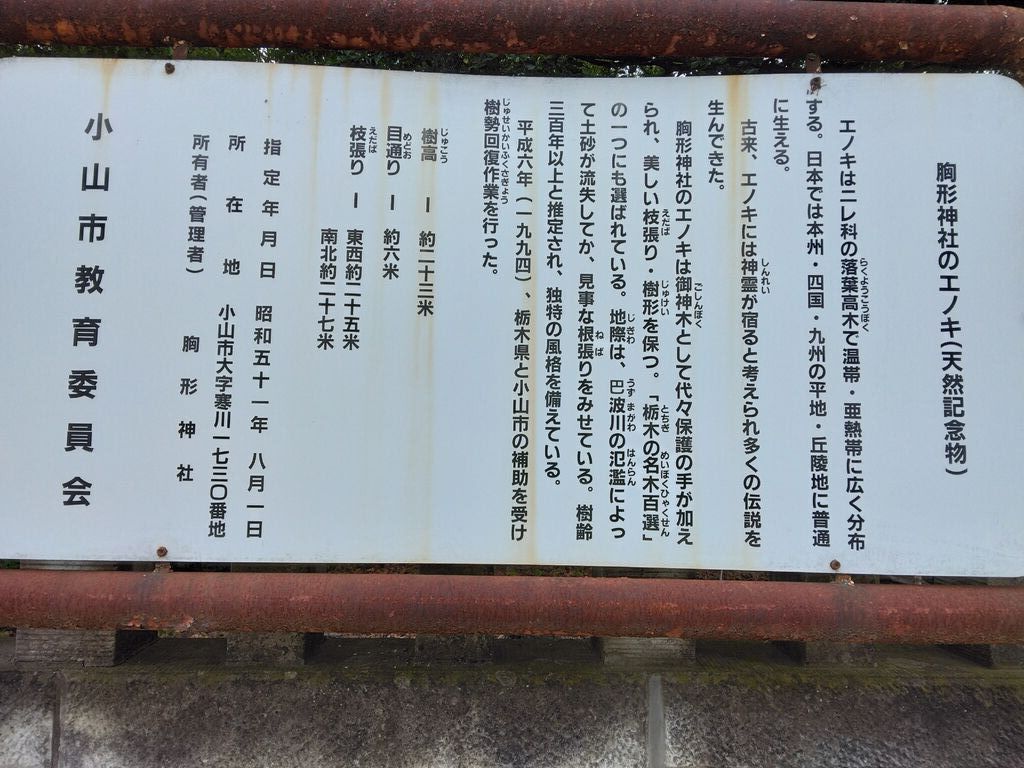 胸形神社のエノキ(天然記念物)
エノキはニレ科の落葉高木で温帯・亜熱帯に広く分布
する。日本では本州・四国・九州の平地・丘陵地に普通
に生える。
古来、エノキには神霊が宿ると考えられ多くの伝説を
生んできた。
胸形神社のエノキは御神木として代々保護の手が加え
られ、美しい枝張り・樹形を保つ。「栃木の名木百選」
の一つにも選ばれている。地際は、巴波川の氾濫によっ
て土砂が流失してか、見事な根張りをみせている。樹齢
三百年以上と推定され、独特の風格を備えている。
平成六年(一九九四)、栃木県と小山市の補助を受け
樹勢回復作業を行った。
樹高 ー 約二十三米
目通り ー 約六米
枝張り ー 東西約二十五米
南北約二十七米
指定年月日 昭和五十一年 八月一日
所在地 小山市大字寒川一七三〇番地
所有者(管理者) 胸形神社
小山市教育委員会